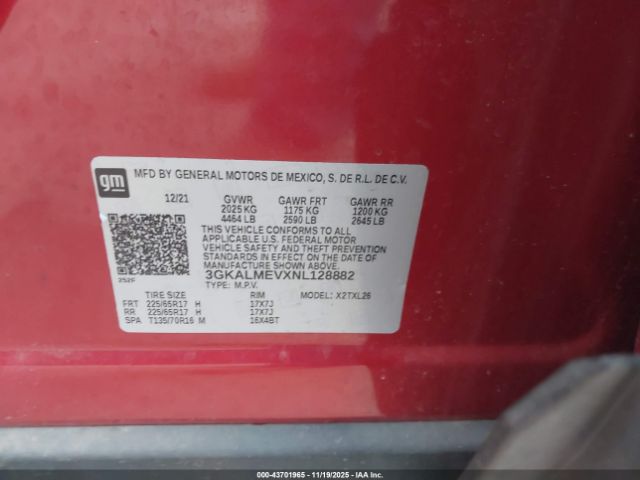 gm
MFD BY GENERAL MOTORS DE MEXICO, S. DE R.L. DE C.V.
12/21 GVWR GAWR FRT GAWR RR
2025 KG 1175 KG 1200 KG
4464 LB 2590 LB 2645 LB
THIS VEHICLE CONFORMS TO ALL
APPLICABLE U.S. FEDERAL MOTOR
VEHICLE SAFETY AND THEFT PREVENTION
STANDARDS IN EFFECT ON THE DATE OF
MANUFACTURE SHOWN ABOVE.
252F
3GKALMEVXNL128882
TYPE: M.P.V.
TIRE SIZE RIM MODEL: X2TXL26
FRT 225/65R17 H 17X7J
RR 225/65R17 H 17X7J
SPA T135/70R16 M 16X4BT
© 000-43701965 | 11/19/2025 | IAAI.COM